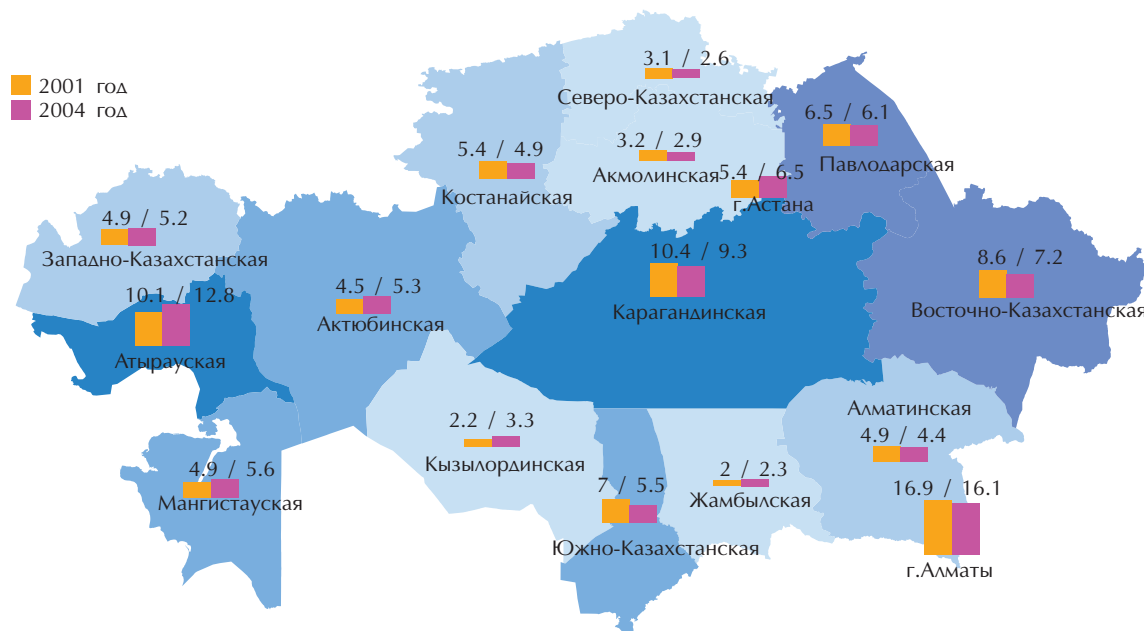 3.1 / 2.6
Северо-Казахстанская
2001 год
2004 год
6.5 / 6.1
Павлодарская
5.4 / 4.9
Костанайская
3.2 / 2.9
Акмолинская
5.4 / 6.5
г.Астана
4.9 / 5.2
Западно-Казахстанская
10.4 / 9.3
Карагандинская
8.6 / 7.2
Восточно-Казахстанская
10.1 / 12.8
Атырауская
4.5 / 5.3
Актюбинская
Алматинская
4.9 / 4.4
2.2 / 3.3
Кызылординская
4.9 / 5.6
Мангистауская
7 / 5.5
Южно-Казахстанская
2 / 2.3
Жамбылская
16.9 / 16.1
г.Алматы